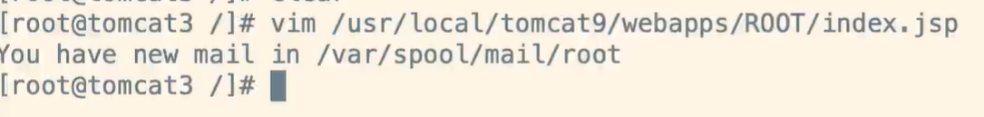 [root@tomcat3 /]# vim /usr/local/tomcat9/webapps/ROOT/index.jsp
You have new mail in /var/spool/mail/root
[root@tomcat3 /]#